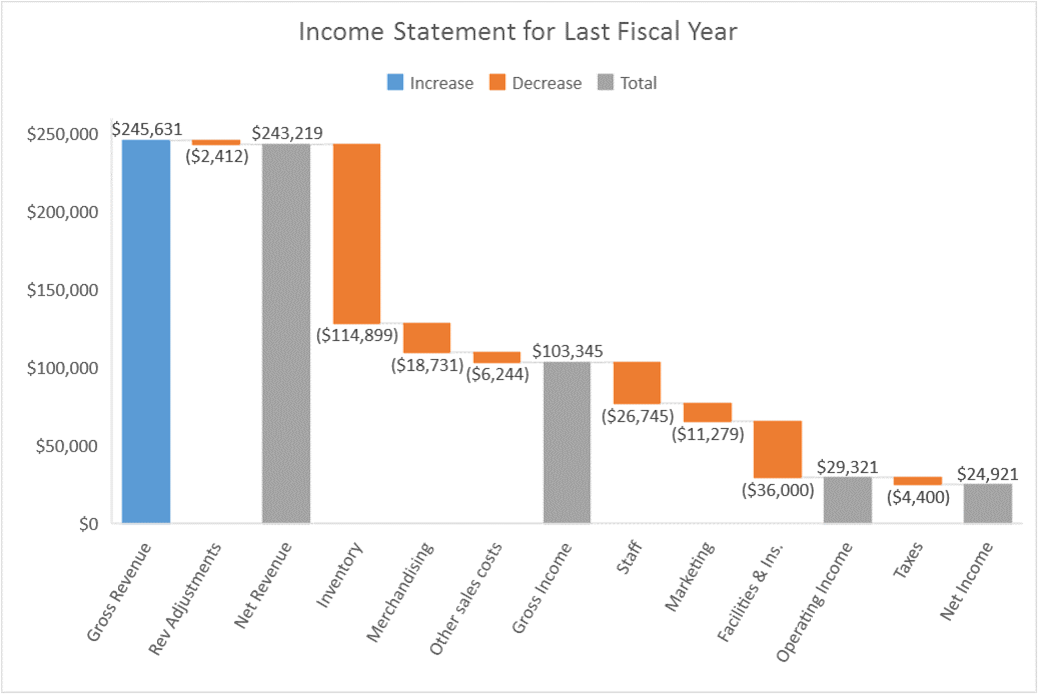 Income Statement for Last Fiscal Year
Increase Decrease Total
$250,000
$200,000
$150,000
$100,000
$50,000
$0
$245,631
($2,412)
$243,219
($114,899)
($18,731)
($6,244)
$103,345
($26,745)
($11,279)
($36,000)
$29,321
($4,400)
$24,921
Gross Revenue
Rev Adjustments
Net Revenue
Inventory
Merchandising
Other sales costs
Gross Income
Staff
Marketing
Facilities & Ins.
Operating Income
Taxes
Net Income